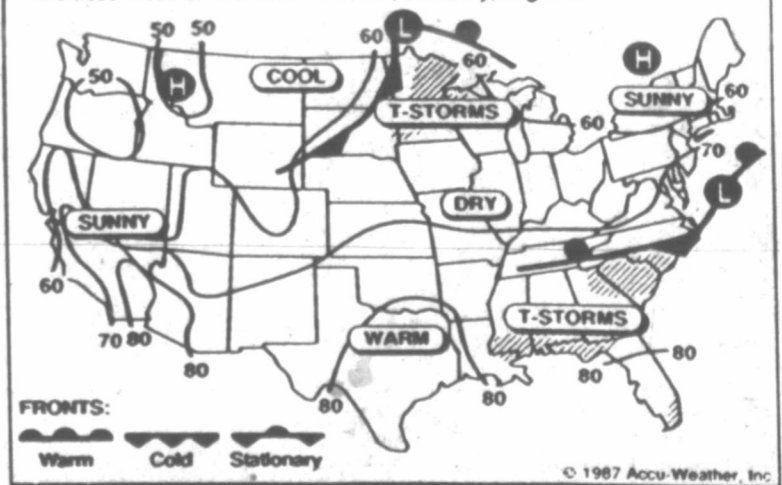 50 50
60
L
60
H
50
H
COOL
T-STORMS
SUNNY
60
60
70
L
DRY
SUNNY
60
T-STORMS
WARM
70 80
80
80
80
80
80
FRONTS:
Warm Cold Stationary
© 1987 Accu-Weather, Inc